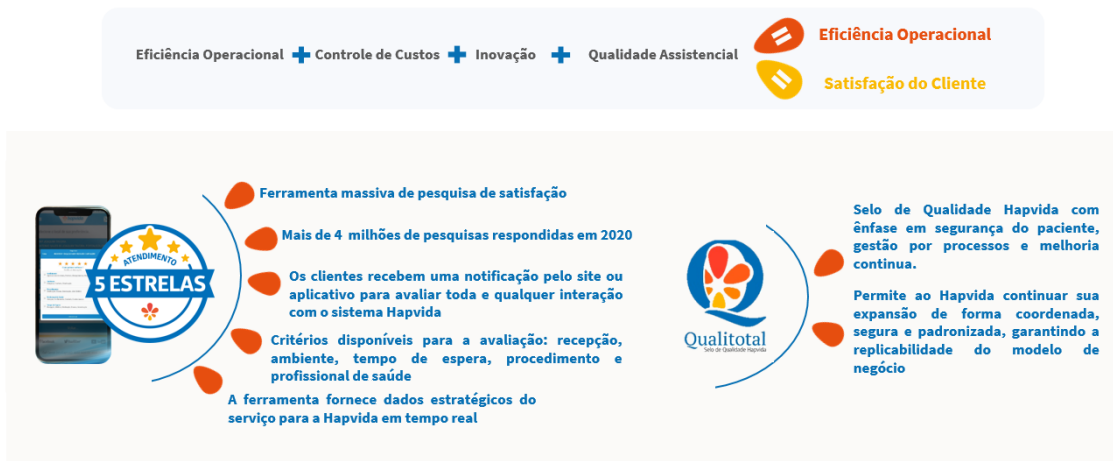 Eficiência Operacional + Controle de Custos + Inovação + Qualidade Assistencial
= Eficiência Operacional
= Satisfação do Cliente
Ferramenta massiva de pesquisa de satisfação
Mais de 4 milhões de pesquisas respondidas em 2020
Os clientes recebem uma notificação pelo site ou
aplicativo para avaliar toda e qualquer interação
com o sistema Hapvida
Critérios disponíveis para a avaliação: recepção,
ambiente, tempo de espera, procedimento e
profissional de saúde
A ferramenta fornece dados estratégicos do
serviço para a Hapvida em tempo real
ATENDIMENTO
5 ESTRELAS
Qualitotal
Selo de Qualidade Hapvida
Selo de Qualidade Hapvida com
ênfase em segurança do paciente,
gestão por processos e melhoria
contínua.
Permite ao Hapvida continuar sua
expansão de forma coordenada,
segura e padronizada, garantindo a
replicabilidade do modelo de
negócio